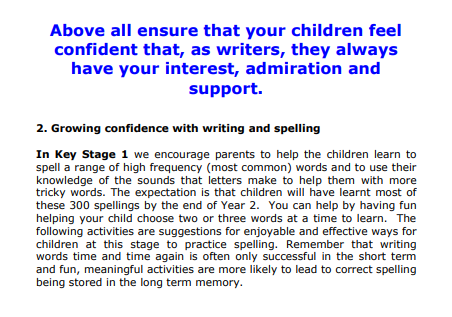 Above all ensure that your children feel
confident that, as writers, they always
have your interest, admiration and
support.
2. Growing confidence with writing and spelling
In Key Stage 1 we encourage parents to help the children learn to
spell a range of high frequency (most common) words and to use their
knowledge of the sounds that letters make to help them with more
tricky words. The expectation is that children will have learnt most of
these 300 spellings by the end of Year 2.  You can help by having fun
helping your child choose two or three words at a time to learn.  The
following activities are suggestions for enjoyable and effective ways for
children at this stage to practice spelling. Remember that writing
words time and time again is often only successful in the short term
and fun, meaningful activities are more likely to lead to correct spelling
being stored in the long term memory.